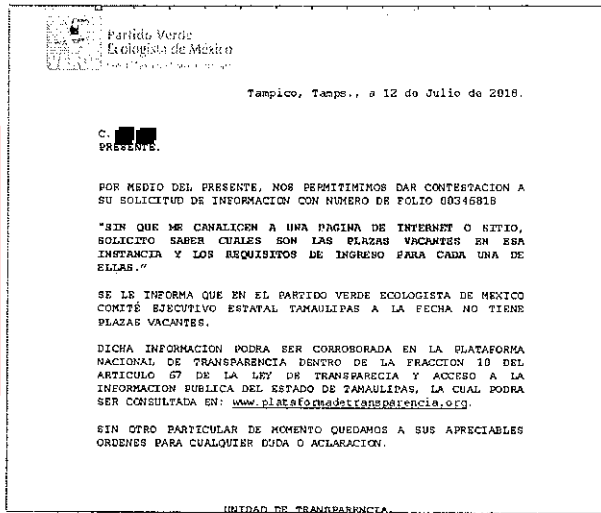 Partido Verde
Ecologista de México
Tampico, Tamps., a 12 de Julio de 2018.
C.
PRESENTE.
POR MEDIO DEL PRESENTE, NOS PERMITIMIMOS DAR CONTESTACION A
SU SOLICITUD DE INFORMACION CON NUMERO DE FOLIO 00346818
"SIN QUE ME CANALICEN A UNA PAGINA DE INTERNET O SITIO,
SOLICITO SABER CUALES SON LAS PLAZAS VACANTES EN ESA
INSTANCIA Y LOS REQUISITOS DE INGRESO PARA CADA UNA DE
ELLAS."
SE LE INFORMA QUE EN EL PARTIDO VERDE ECOLOGISTA DE MEXICO
COMITÉ EJECUTIVO ESTATAL TAMAULIPAS A LA FECHA NO TIENE
PLAZAS VACANTES.
DICHA INFORMACION PODRA SER CORROBORADA EN LA PLATAFORMA
NACIONAL DE TRANSPARENCIA DENTRO DE LA FRACCION 10 DEL
ARTICULO 67 DE LA LEY DE TRANSPARECIA Y ACCESO A LA
INFORMACION PUBLICA DEL ESTADO DE TAMAULIPAS, LA CUAL PODRA
SER CONSULTADA EN: www.plataformadetransparencia.org.
SIN OTRO PARTICULAR DE MOMENTO QUEDAMOS A SUS APRECIABLES
ORDENES PARA CUALQUIER DUDA O ACLARACION.
UNIDAD DE TRANSPARENCIA.